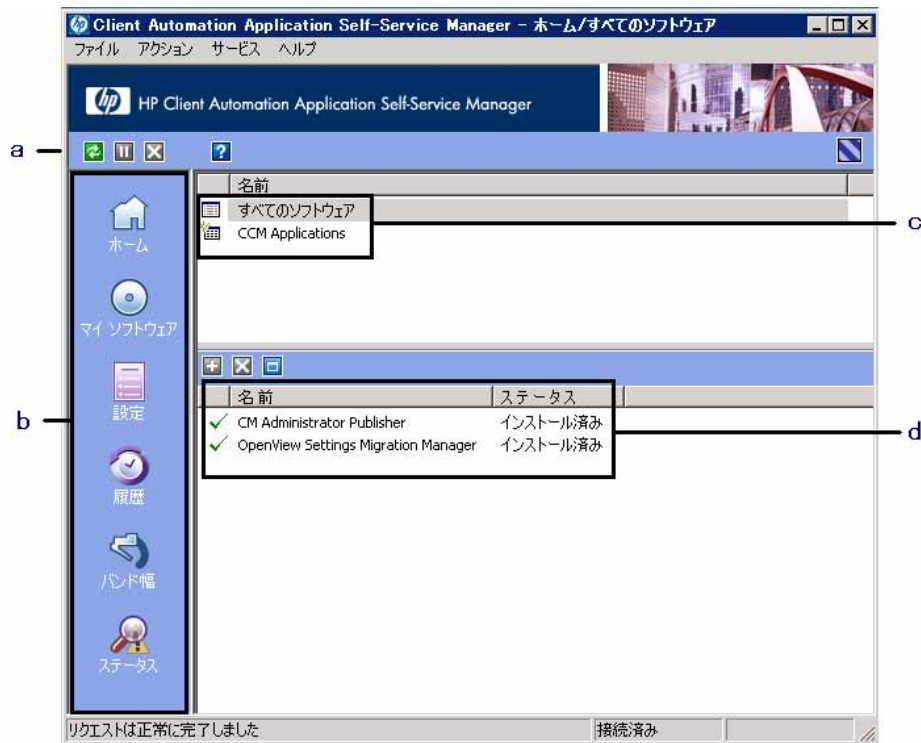 Client Automation Application Self-Service Manager - ホーム/すべてのソフトウェア
ファイル アクション サービス ヘルプ
hp HP Client Automation Application Self-Service Manager
a
?
名前
すべてのソフトウェア
CCM Applications
c
ホーム
マイ ソフトウェア
設定
履歴
バンド幅
ステータス
b
名前 ステータス
CM Administrator Publisher インストール済み
OpenView Settings Migration Manager インストール済み
d
リクエストは正常に完了しました 接続済み